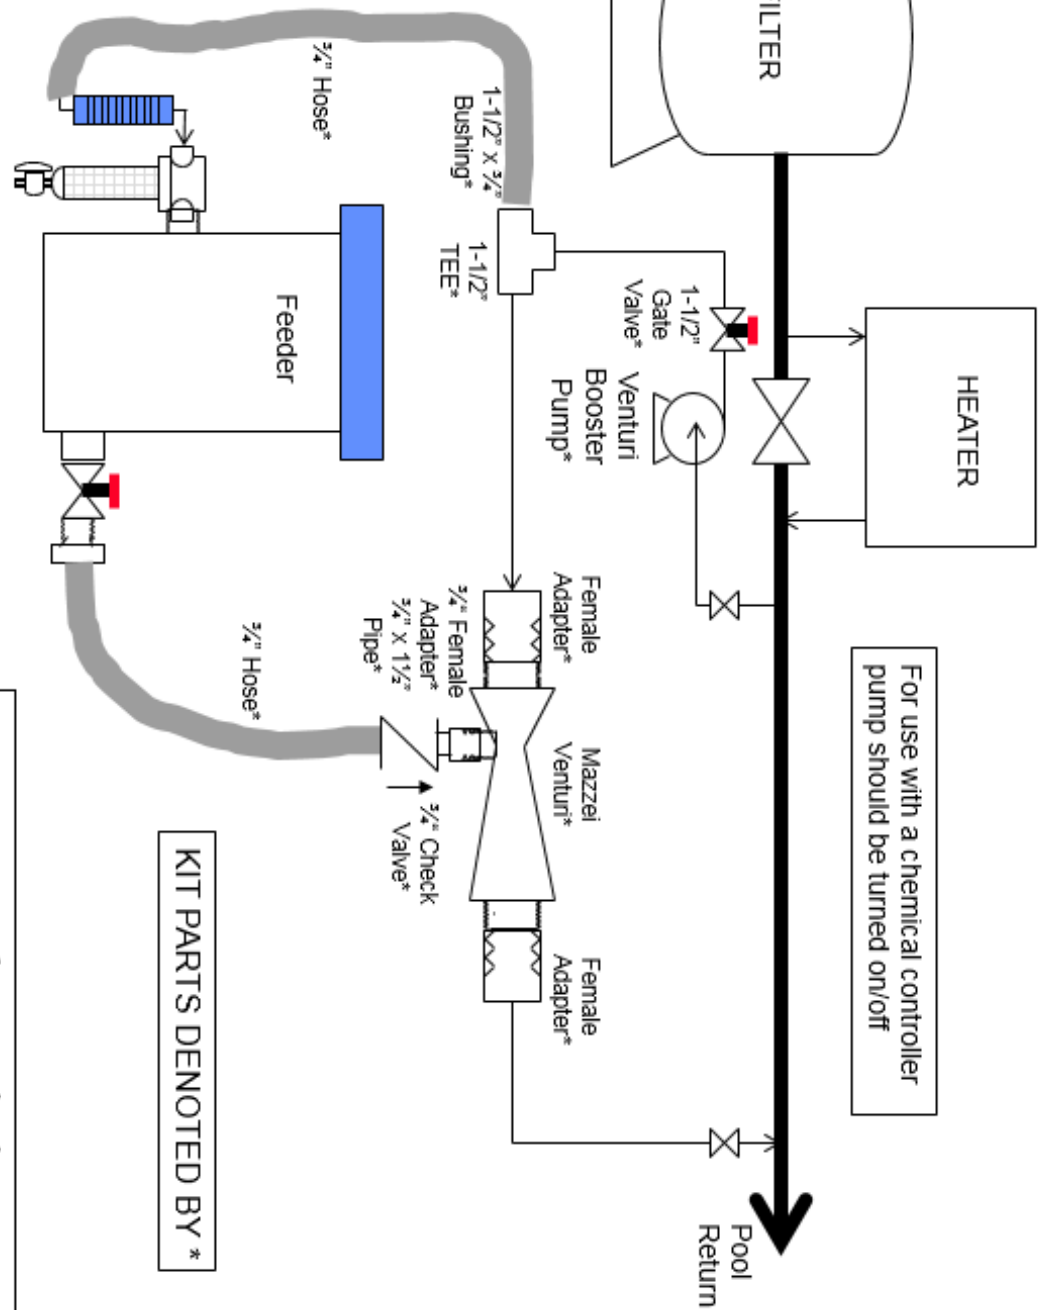 FILTER
HEATER
For use with a chemical controller
pump should be turned on/off
Pool
Return
1-1/2"
Gate
Valve*
Venturi
Booster
Pump*
¾" Hose*
1-1/2" x ¾"
Bushing*
1-1/2"
TEE*
Female
Adapter*
Mazzei
Venturi*
Female
Adapter*
¾" Female
Adapter*
¾" x 1½"
Pipe*
¾" Check
Valve*
Feeder
¾" Hose*
KIT PARTS DENOTED BY *